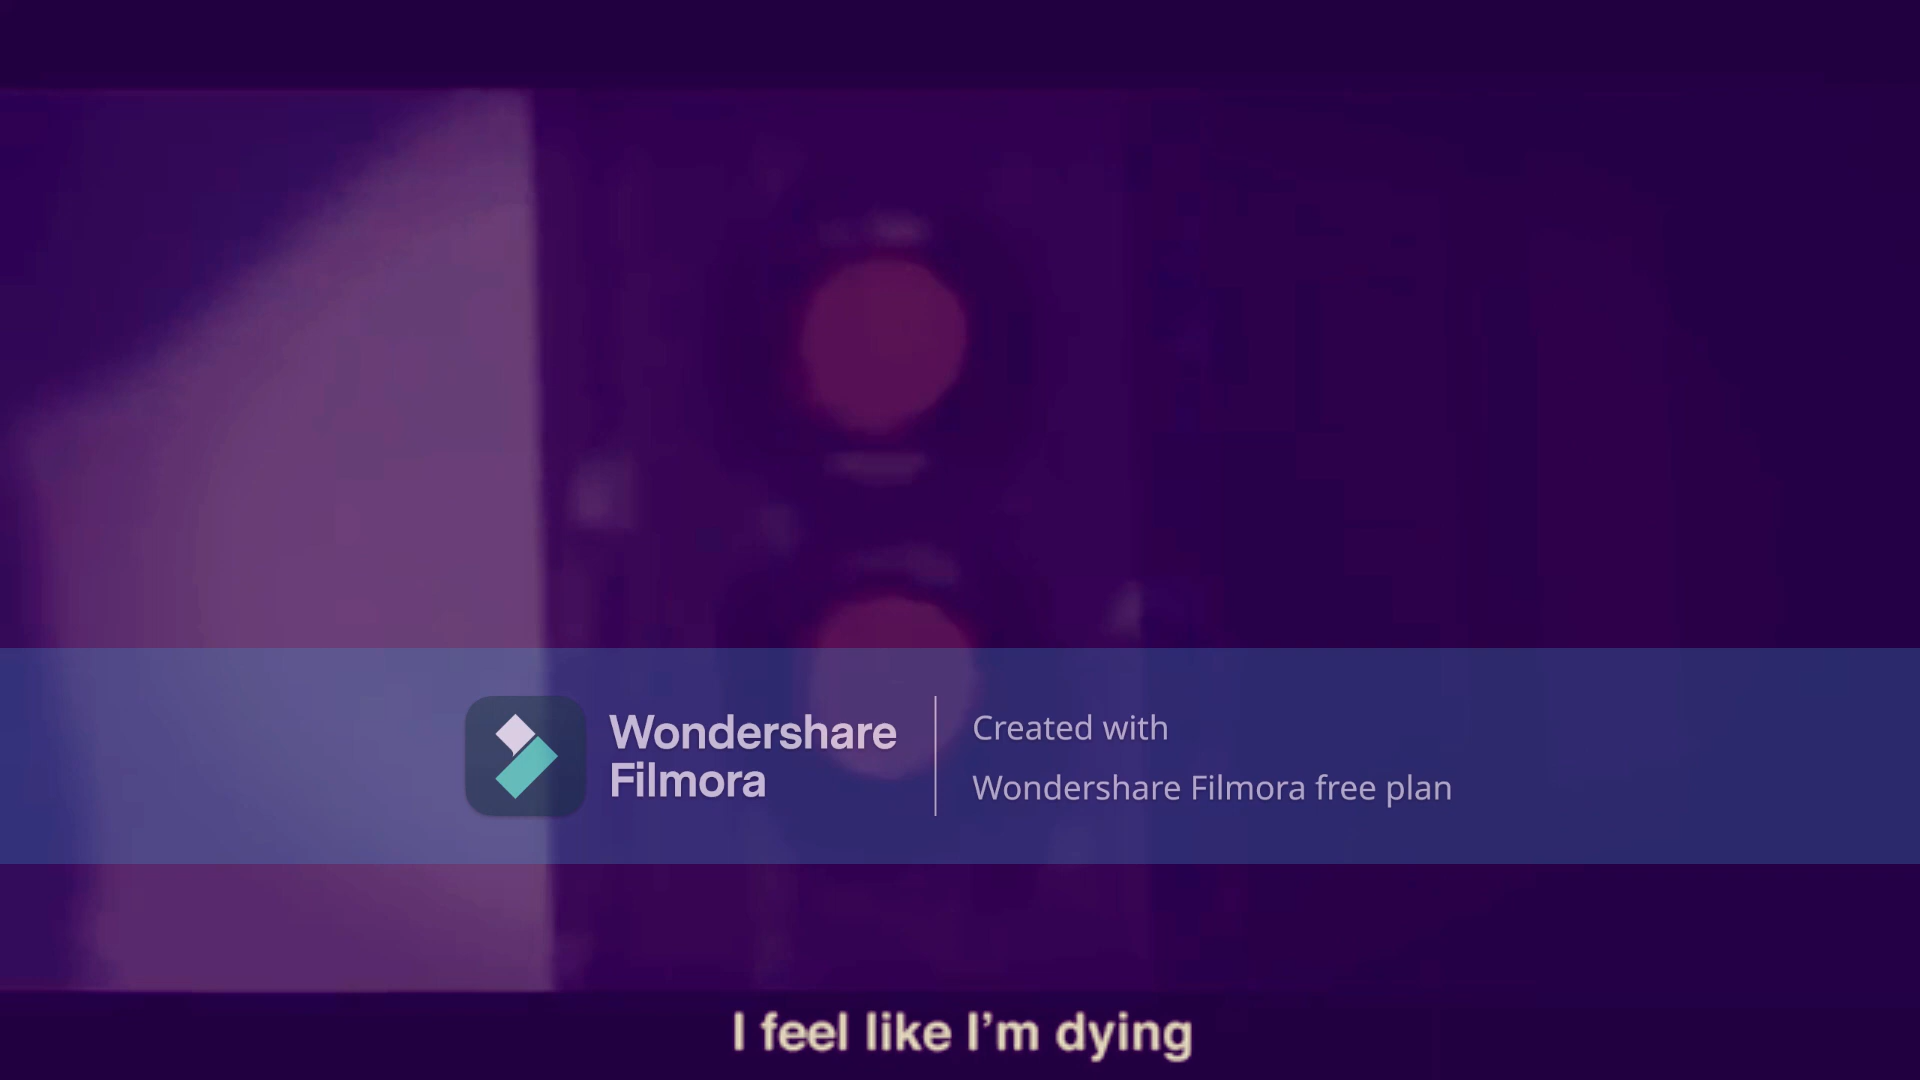 Wondershare
Filmora
Created with
Wondershare Filmora free plan
I feel like I’m dying